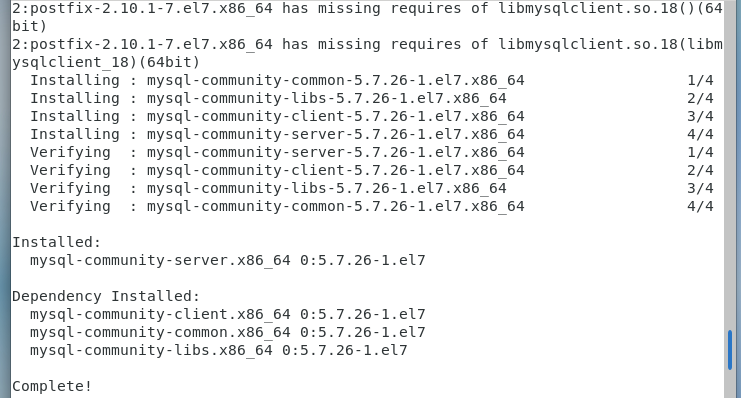 2:postfix-2.10.1-7.el7.x86_64 has missing requires of libmysqlclient.so.18()(64
bit)
2:postfix-2.10.1-7.el7.x86_64 has missing requires of libmysqlclient.so.18(libm
ysqlclient_18)(64bit)
  Installing : mysql-community-common-5.7.26-1.el7.x86_64                  1/4
  Installing : mysql-community-libs-5.7.26-1.el7.x86_64                    2/4
  Installing : mysql-community-client-5.7.26-1.el7.x86_64                  3/4
  Installing : mysql-community-server-5.7.26-1.el7.x86_64                  4/4
  Verifying  : mysql-community-server-5.7.26-1.el7.x86_64                  1/4
  Verifying  : mysql-community-client-5.7.26-1.el7.x86_64                  2/4
  Verifying  : mysql-community-libs-5.7.26-1.el7.x86_64                    3/4
  Verifying  : mysql-community-common-5.7.26-1.el7.x86_64                  4/4

Installed:
  mysql-community-server.x86_64 0:5.7.26-1.el7

Dependency Installed:
  mysql-community-client.x86_64 0:5.7.26-1.el7
  mysql-community-common.x86_64 0:5.7.26-1.el7
  mysql-community-libs.x86_64 0:5.7.26-1.el7

Complete!